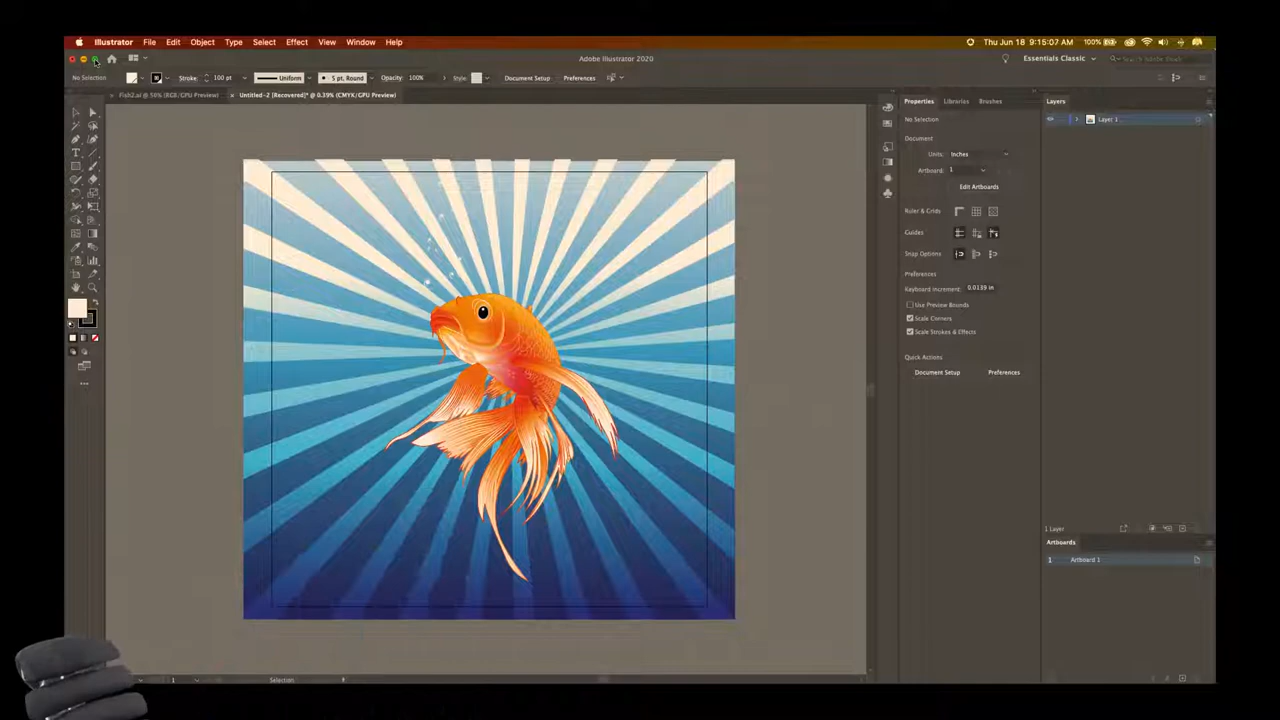 Illustrator File Edit Object Type Select Effect View Window Help 100% Thu Jun 18 9:15:07 AM
Adobe Illustrator 2020 Essentials Classic
No Selection Stroke: 100 pt Uniform 5 pt. Round Opacity: 100% Style: Document Setup Preferences
Fish2.ai @ 50% (RGB/GPU Preview) Untitled-2 [Recovered]* @ 0.39% (CMYK/GPU Preview)
Properties Libraries Brushes Layers
No Selection Layer 1
Document
Units: Inches
Artboard: 1
Edit Artboards
Ruler & Grids
Guides
Snap Options
Preferences
Keyboard Increment: 0.0139 in
Use Preview Bounds
Scale Corners
Scale Strokes & Effects
Quick Actions
Document Setup Preferences
1 Layer
Artboards
1 Artboard 1
1 Selection